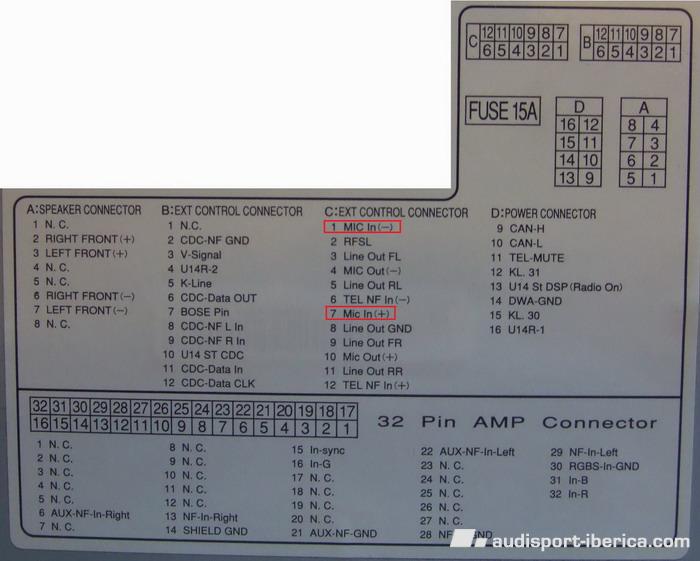 C 12 11 10 9 8 7
6 5 4 3 2 1
B 12 11 10 9 8 7
6 5 4 3 2 1
FUSE 15A
D
16 12
15 11
14 10
13 9
A
8 4
7 3
6 2
5 1
A:SPEAKER CONNECTOR
1 N.C.
2 RIGHT FRONT(+)
3 LEFT FRONT(+)
4 N.C.
5 N.C.
6 RIGHT FRONT(−)
7 LEFT FRONT(−)
8 N.C.
B:EXT CONTROL CONNECTOR
1 N.C.
2 CDC-NF GND
3 V-Signal
4 U14R-2
5 K-Line
6 CDC-Data OUT
7 BOSE Pin
8 CDC-NF L In
9 CDC-NF R In
10 U14 ST CDC
11 CDC-Data In
12 CDC-Data CLK
C:EXT CONTROL CONNECTOR
1 MIC In(−)
2 RFSL
3 Line Out FL
4 MIC Out(−)
5 Line Out RL
6 TEL NF In(−)
7 Mic In(+)
8 Line Out GND
9 Line Out FR
10 Mic Out(+)
11 Line Out RR
12 TEL NF In(+)
D:POWER CONNECTOR
9 CAN-H
10 CAN-L
11 TEL-MUTE
12 KL. 31
13 U14 St DSP(Radio On)
14 DWA-GND
15 KL. 30
16 U14R-1
32 31 30 29 28 27 26 25 24 23 22 21 20 19 18 17
16 15 14 13 12 11 10 9 8 7 6 5 4 3 2 1
32 Pin AMP Connector
1 N.C.
2 N.C.
3 N.C.
4 N.C.
5 N.C.
6 AUX-NF-In-Right
7 N.C.
8 N.C.
9 N.C.
10 N.C.
11 N.C.
12 N.C.
13 NF-In-Right
14 SHIELD GND
15 In-sync
16 In-G
17 N.C.
18 N.C.
19 N.C.
20 N.C.
21 AUX-NF-GND
22 AUX-NF-In-Left
23 N.C.
24 N.C.
25 N.C.
26 N.C.
27 N.C.
28 NF GND
29 NF-In-Left
30 RGBS-In-GND
31 In-B
32 In-R
audisport-iberica.com